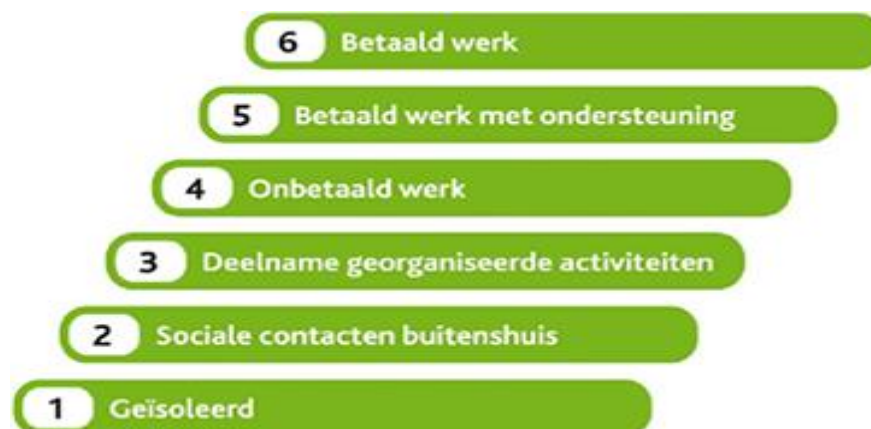 6 Betaald werk
5 Betaald werk met ondersteuning
4 Onbetaald werk
3 Deelname georganiseerde activiteiten
2 Sociale contacten buitenshuis
1 Geïsoleerd